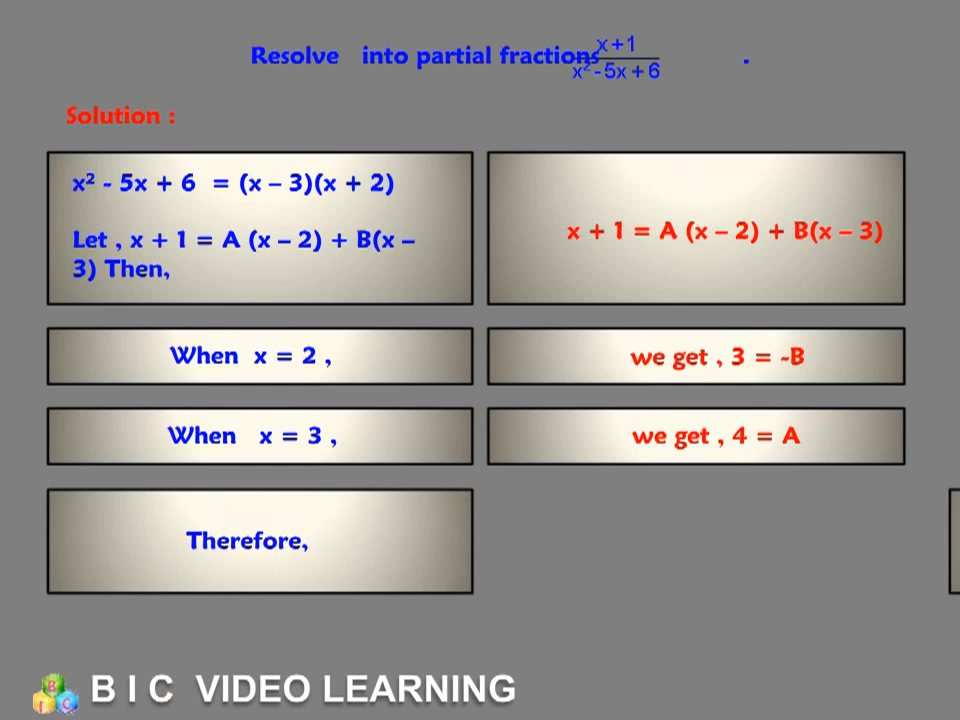 Resolve into partial fractions x+1 / x² - 5x + 6 .
Solution :
x² - 5x + 6 = (x – 3)(x + 2)
Let , x + 1 = A (x – 2) + B(x –
3) Then,
x + 1 = A (x – 2) + B(x – 3)
When x = 2 ,
we get , 3 = -B
When x = 3 ,
we get , 4 = A
Therefore,
B I C
B I C VIDEO LEARNING